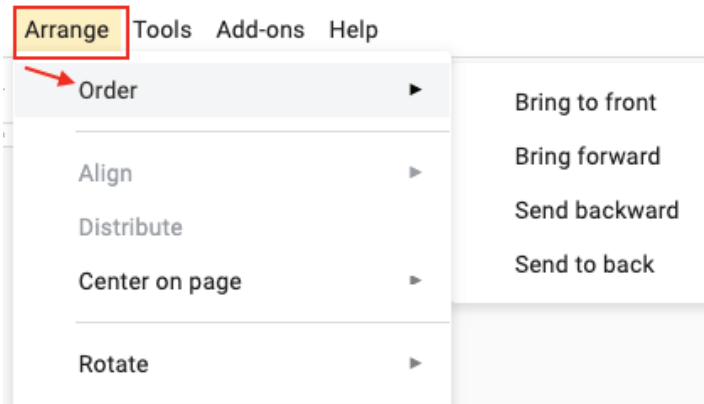 Arrange Tools Add-ons Help
Order
Align
Distribute
Center on page
Rotate
Bring to front
Bring forward
Send backward
Send to back